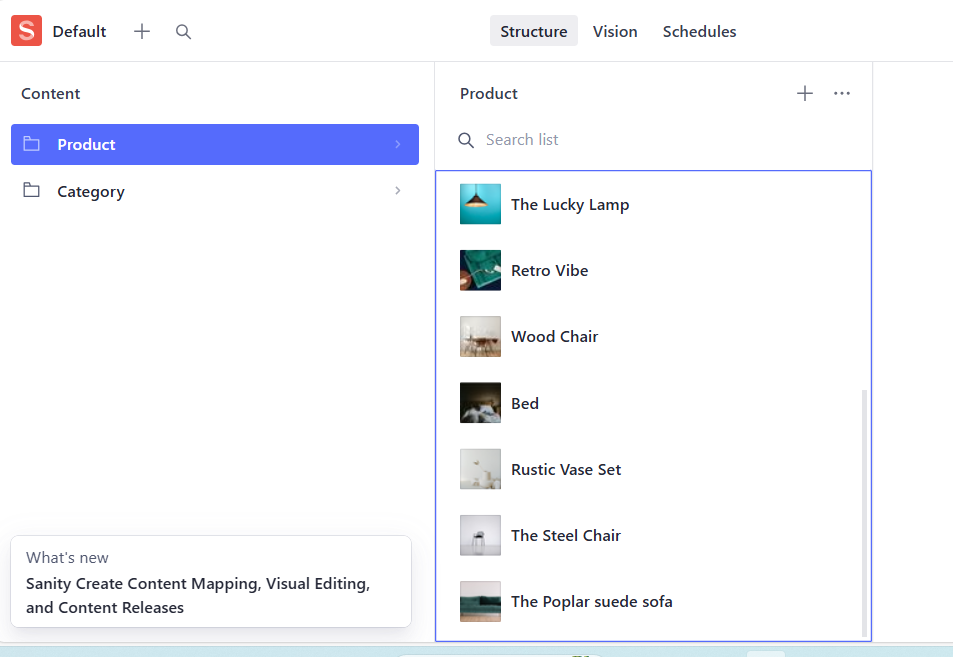 S Default
Structure
Vision
Schedules
Content
Product
Category
What's new
Sanity Create Content Mapping, Visual Editing,
and Content Releases
Product
Search list
The Lucky Lamp
Retro Vibe
Wood Chair
Bed
Rustic Vase Set
The Steel Chair
The Poplar suede sofa